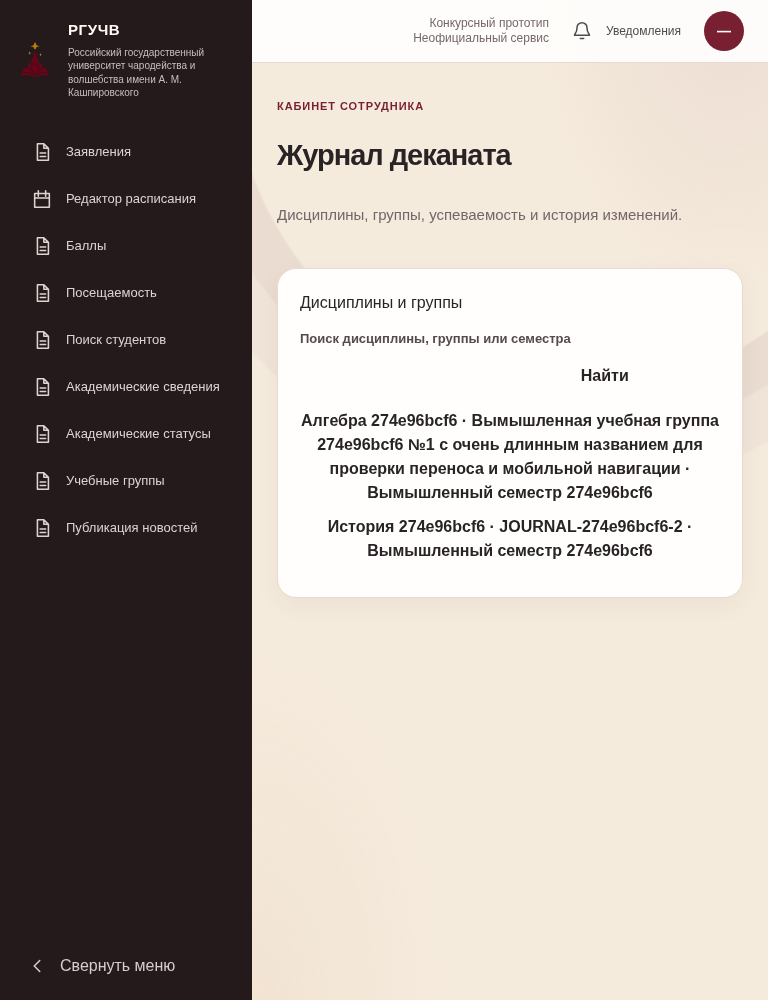 РГУЧВ
Российский государственный
университет чародейства и
волшебства имени А. М.
Кашпировского
Заявления
Редактор расписания
Баллы
Посещаемость
Поиск студентов
Академические сведения
Академические статусы
Учебные группы
Публикация новостей
Свернуть меню
Конкурсный прототип
Неофициальный сервис
Уведомления
—
КАБИНЕТ СОТРУДНИКА
Журнал деканата
Дисциплины, группы, успеваемость и история изменений.
Дисциплины и группы
Поиск дисциплины, группы или семестра
Найти
Алгебра 274e96bcf6 · Вымышленная учебная группа
274e96bcf6 №1 с очень длинным названием для
проверки переноса и мобильной навигации ·
Вымышленный семестр 274e96bcf6
История 274e96bcf6 · JOURNAL-274e96bcf6-2 ·
Вымышленный семестр 274e96bcf6